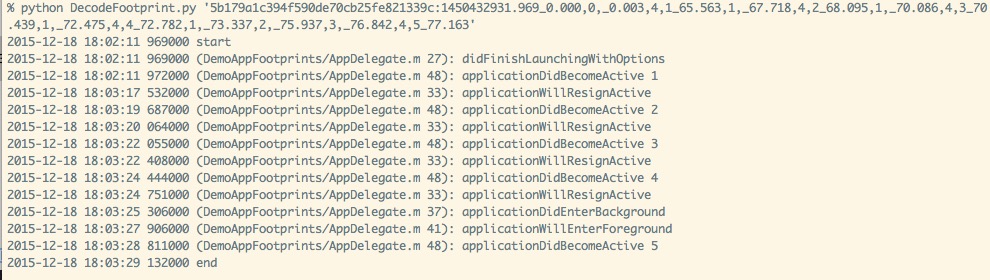 % python DecodeFootprint.py '5b179a1c394f590de70cb25fe821339c:1450432931.969_0.000,0,_0.003,4,1_65.563,1,_67.718,4,2_68.095,1,_70.086,4,3_70
.439,1,_72.475,4,4_72.782,1,_73.337,2,_75.937,3,_76.842,4,5_77.163'
2015-12-18 18:02:11 969000 start
2015-12-18 18:02:11 969000 (DemoAppFootprints/AppDelegate.m 27): didFinishLaunchingWithOptions
2015-12-18 18:02:11 972000 (DemoAppFootprints/AppDelegate.m 48): applicationDidBecomeActive 1
2015-12-18 18:03:17 532000 (DemoAppFootprints/AppDelegate.m 33): applicationWillResignActive
2015-12-18 18:03:19 687000 (DemoAppFootprints/AppDelegate.m 48): applicationDidBecomeActive 2
2015-12-18 18:03:20 064000 (DemoAppFootprints/AppDelegate.m 33): applicationWillResignActive
2015-12-18 18:03:22 055000 (DemoAppFootprints/AppDelegate.m 48): applicationDidBecomeActive 3
2015-12-18 18:03:22 408000 (DemoAppFootprints/AppDelegate.m 33): applicationWillResignActive
2015-12-18 18:03:24 444000 (DemoAppFootprints/AppDelegate.m 48): applicationDidBecomeActive 4
2015-12-18 18:03:24 751000 (DemoAppFootprints/AppDelegate.m 33): applicationWillResignActive
2015-12-18 18:03:25 306000 (DemoAppFootprints/AppDelegate.m 37): applicationDidEnterBackground
2015-12-18 18:03:27 906000 (DemoAppFootprints/AppDelegate.m 41): applicationWillEnterForeground
2015-12-18 18:03:28 811000 (DemoAppFootprints/AppDelegate.m 48): applicationDidBecomeActive 5
2015-12-18 18:03:29 132000 end